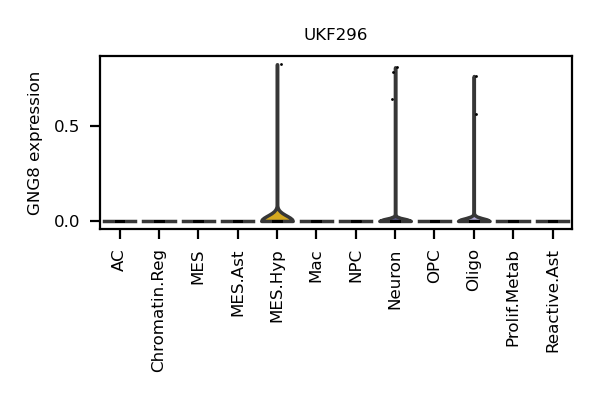 UKF296
GNG8 expression
0.5
0.0
AC
Chromatin.Reg
MES
MES.Ast
MES.Hyp
Mac
NPC
Neuron
OPC
Oligo
Prolif.Metab
Reactive.Ast